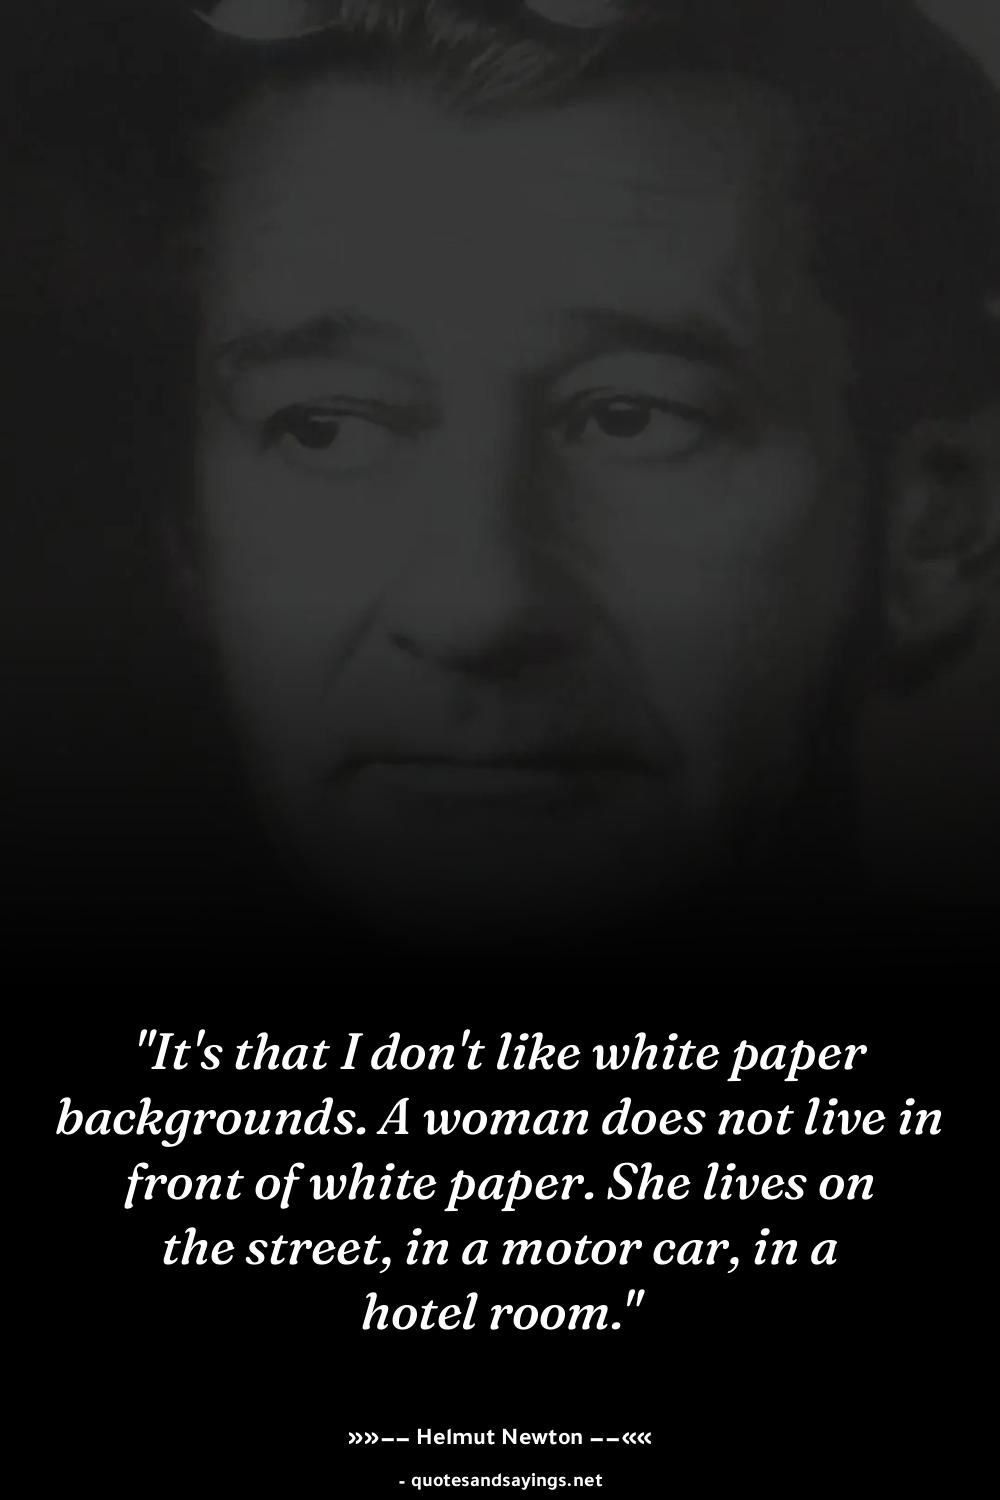 "It's that I don't like white paper
backgrounds. A woman does not live in
front of white paper. She lives on
the street, in a motor car, in a
hotel room."
»»−− Helmut Newton −−««
- quotesandsayings.net